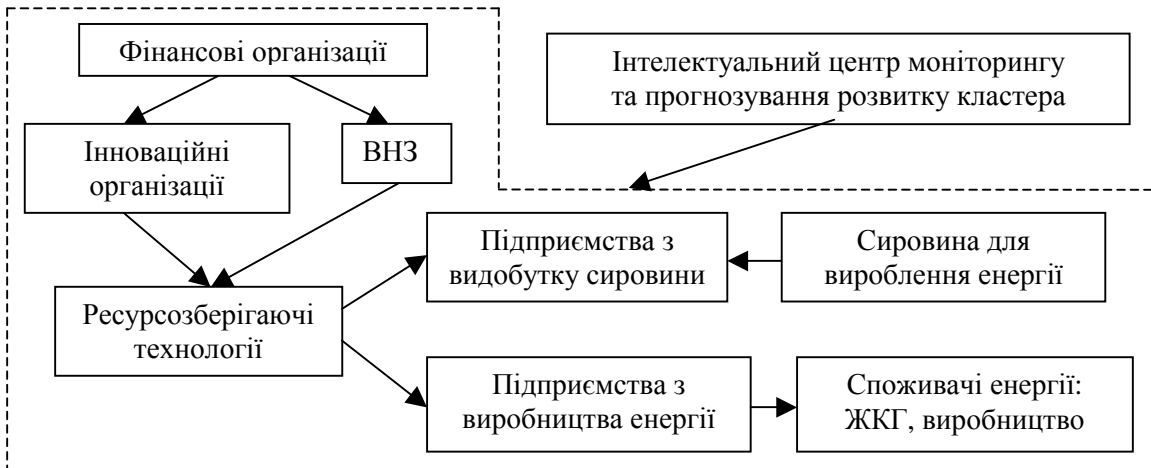 Фінансові організації
Інтелектуальний центр моніторингу
та прогнозування розвитку кластера
Інноваційні
організації
ВНЗ
Підприємства з
видобутку сировини
Сировина для
вироблення енергії
Ресурсозберігаючі
технології
Підприємства з
виробництва енергії
Споживачі енергії:
ЖКГ, виробництво